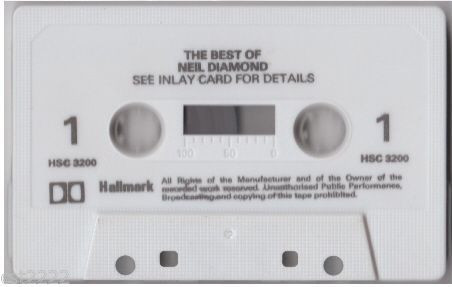 THE BEST OF
NEIL DIAMOND
SEE INLAY CARD FOR DETAILS
1 1
100 50 0
HSC 3200 HSC 3200
Hallmark
All Rights of the Manufacturer and of the Owner of the
recorded work reserved. Unauthorised Public Performance,
Broadcasting and copying of this tape prohibited.
est2222